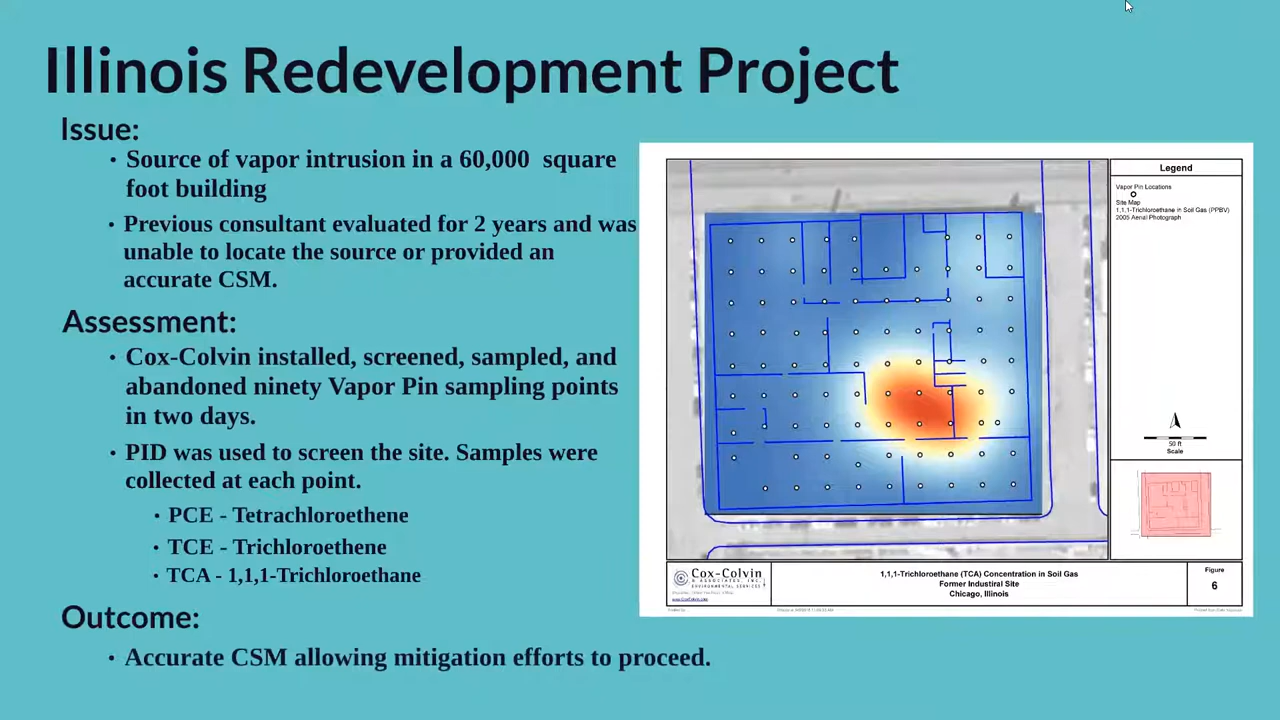 Illinois Redevelopment Project
Issue:
• Source of vapor intrusion in a 60,000 square
foot building
• Previous consultant evaluated for 2 years and was
unable to locate the source or provided an
accurate CSM.
Assessment:
• Cox-Colvin installed, screened, sampled, and
abandoned ninety Vapor Pin sampling points
in two days.
• PID was used to screen the site. Samples were
collected at each point.
• PCE - Tetrachloroethene
• TCE - Trichloroethene
• TCA - 1,1,1-Trichloroethane
Outcome:
• Accurate CSM allowing mitigation efforts to proceed.
Legend
Vapor Pin Locations
Site Map
1,1,1-Trichloroethane in Soil Gas (PPBV)
2005 Aerial Photograph
50 ft
Scale
Cox-Colvin
& ASSOCIATES, INC.
ENVIRONMENTAL SERVICES
1,1,1-Trichloroethane (TCA) Concentration in Soil Gas
Former Industiral Site
Chicago, Illinois
Figure
6